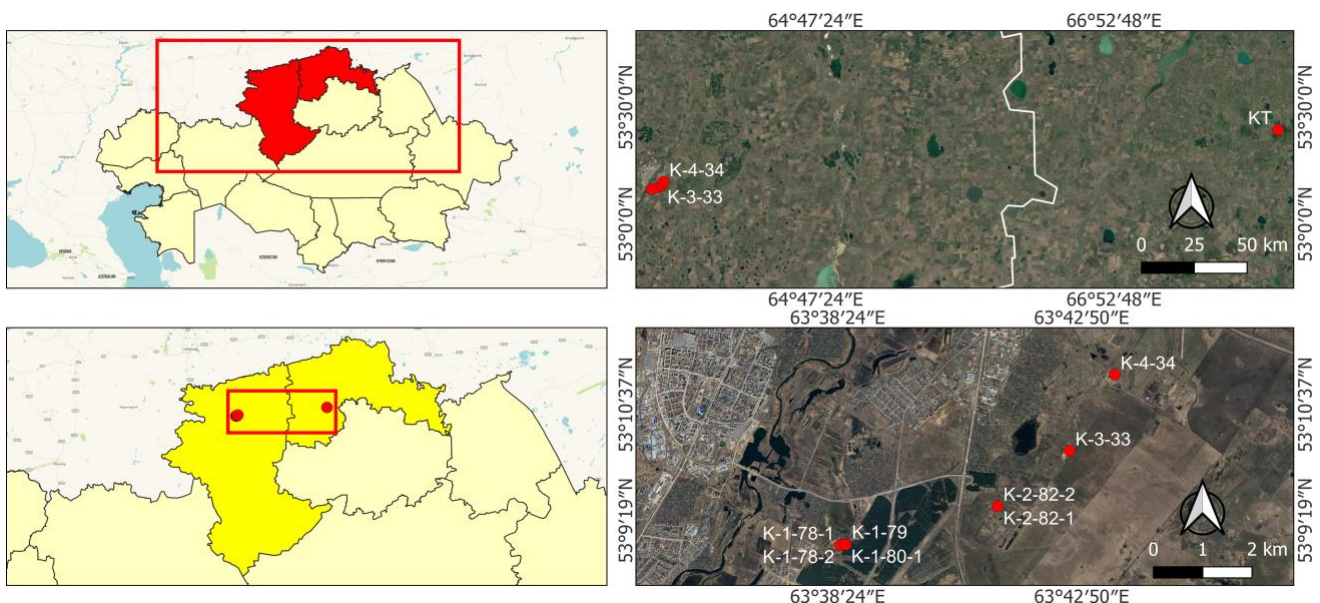 64°47′24″E 66°52′48″E
53°30′0″N
53°0′0″N
KT
K-4-34
K-3-33
0 25 50 km
53°30′0″N
53°0′0″N
64°47′24″E 66°52′48″E
63°38′24″E 63°42′50″E
53°10′37″N
53°9′19″N
K-4-34
K-3-33
K-2-82-2
K-2-82-1
K-1-78-1 K-1-79
K-1-78-2 K-1-80-1
0 1 2 km
53°10′37″N
53°9′19″N
63°38′24″E 63°42′50″E